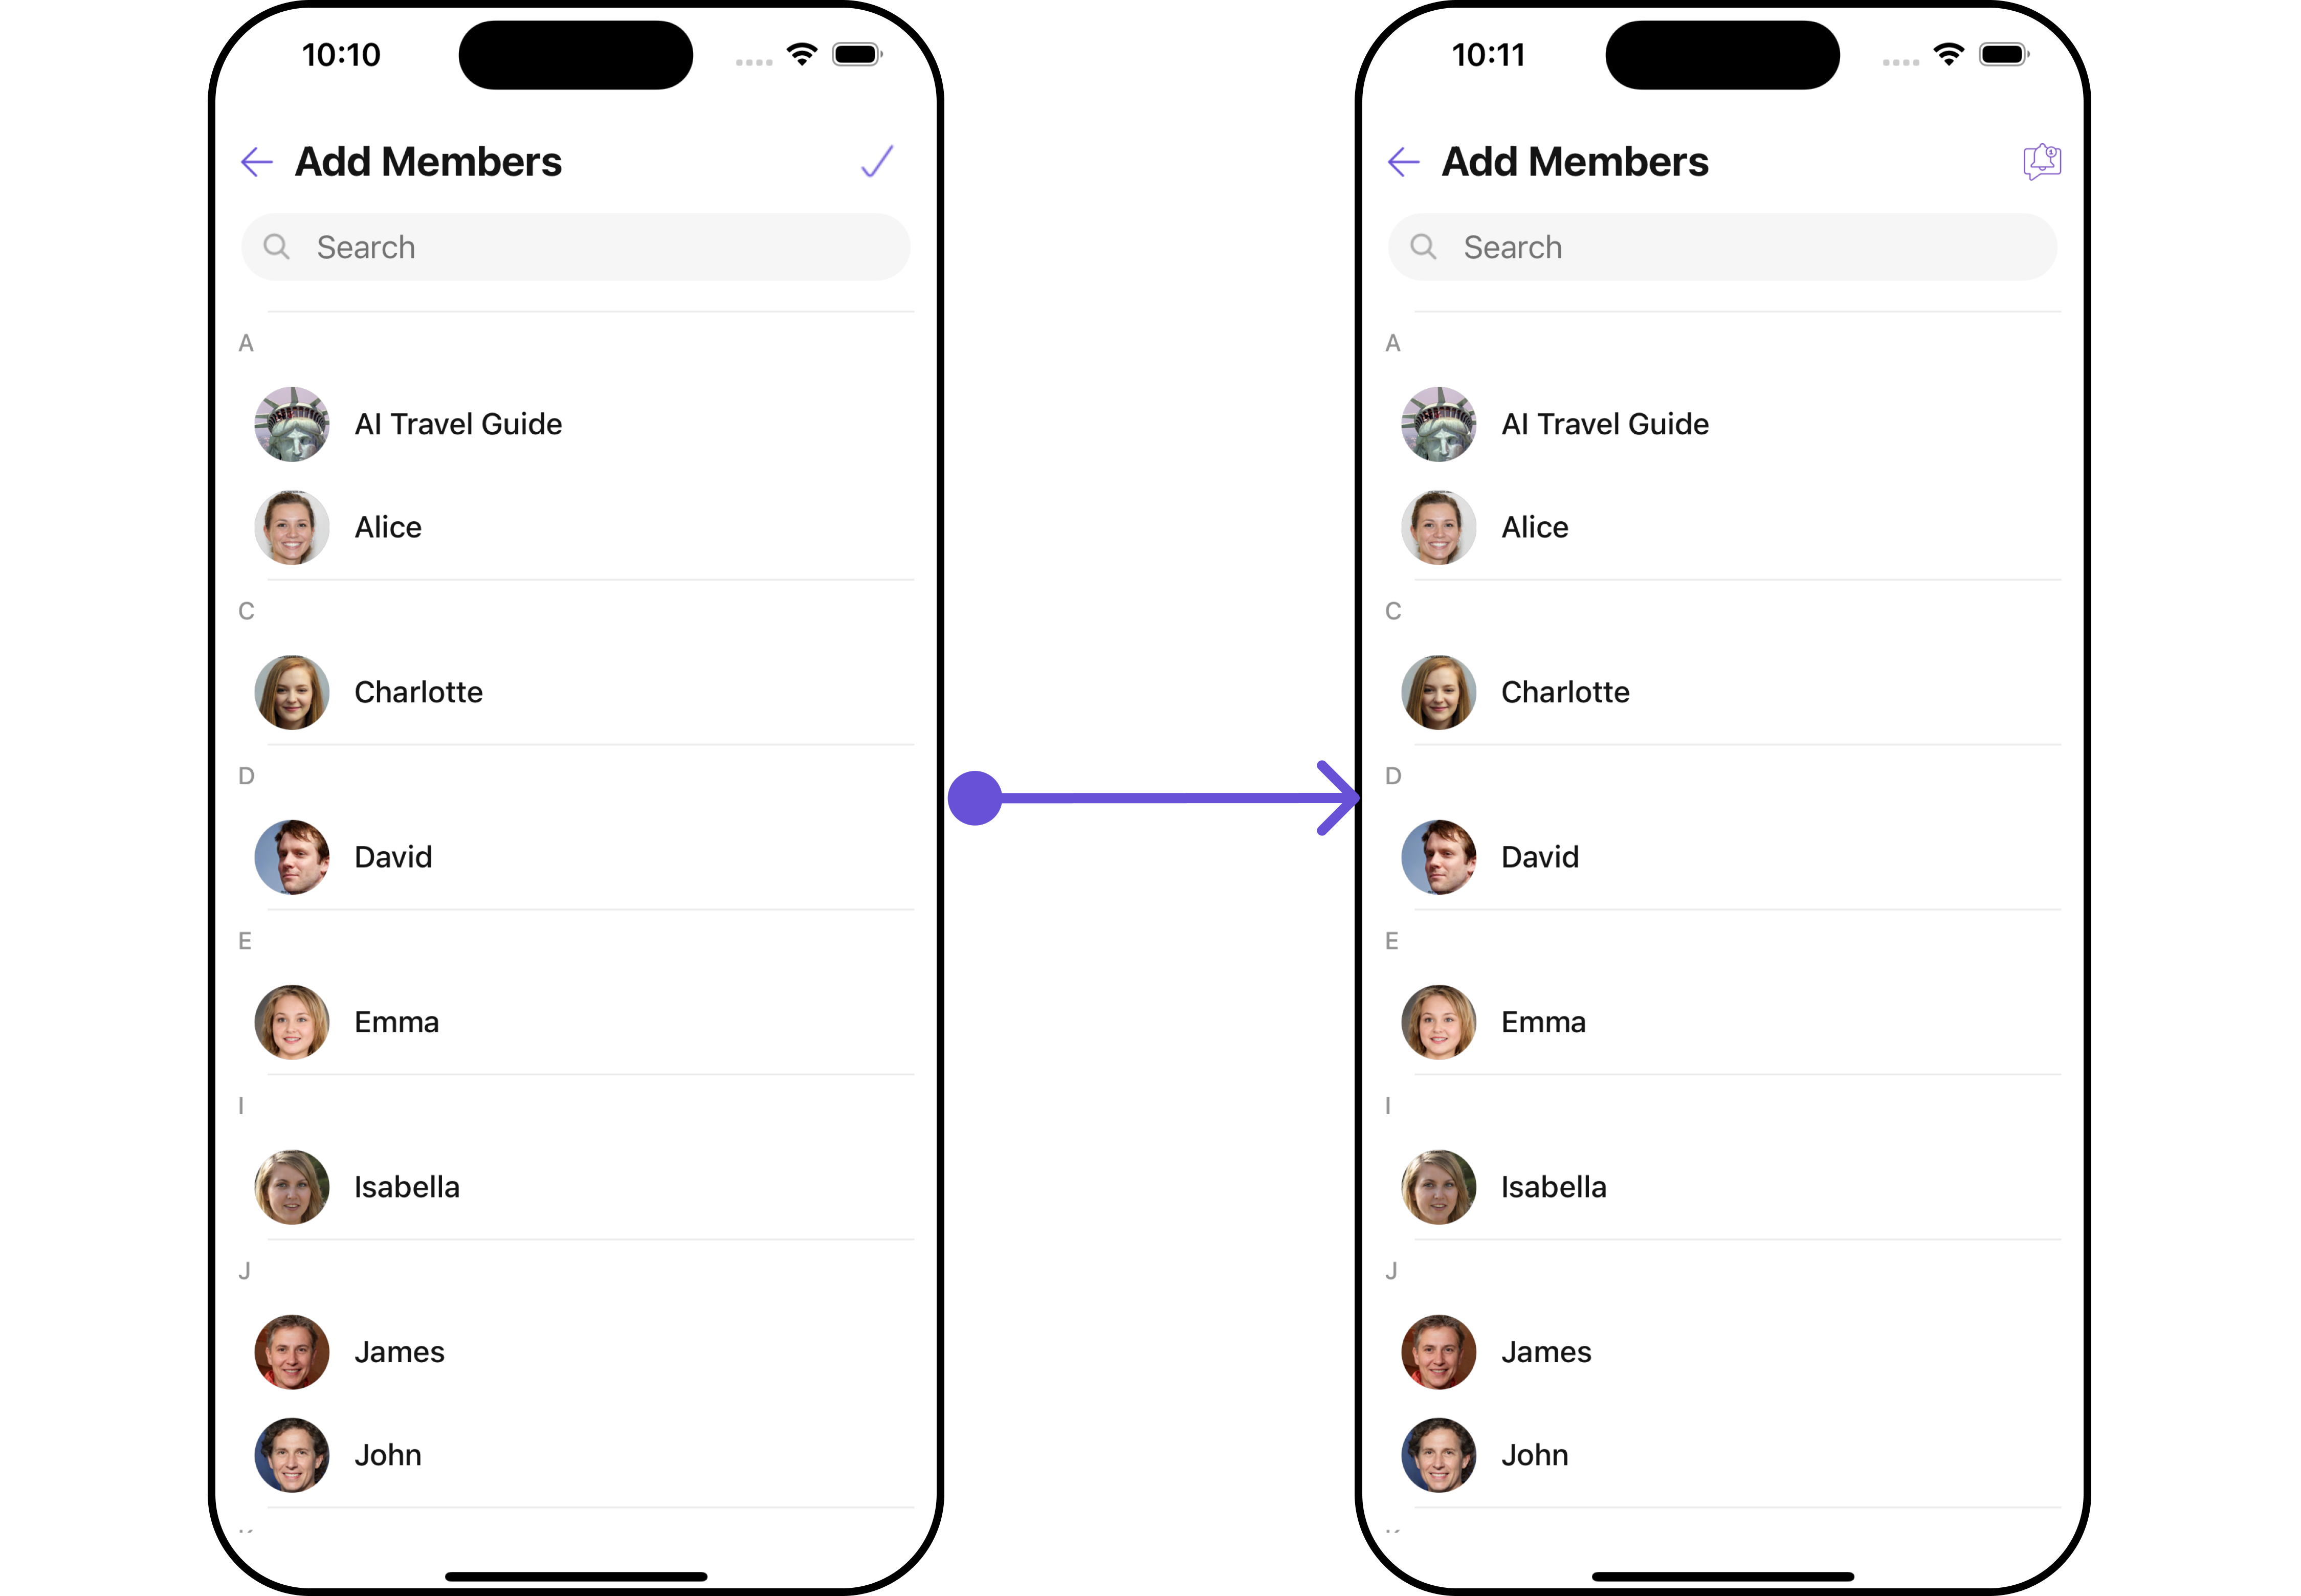 10:10
Add Members
Search
A
AI Travel Guide
Alice
C
Charlotte
D
David
E
Emma
I
Isabella
J
James
John
10:11
Add Members
Search
A
AI Travel Guide
Alice
C
Charlotte
D
David
E
Emma
I
Isabella
J
James
John